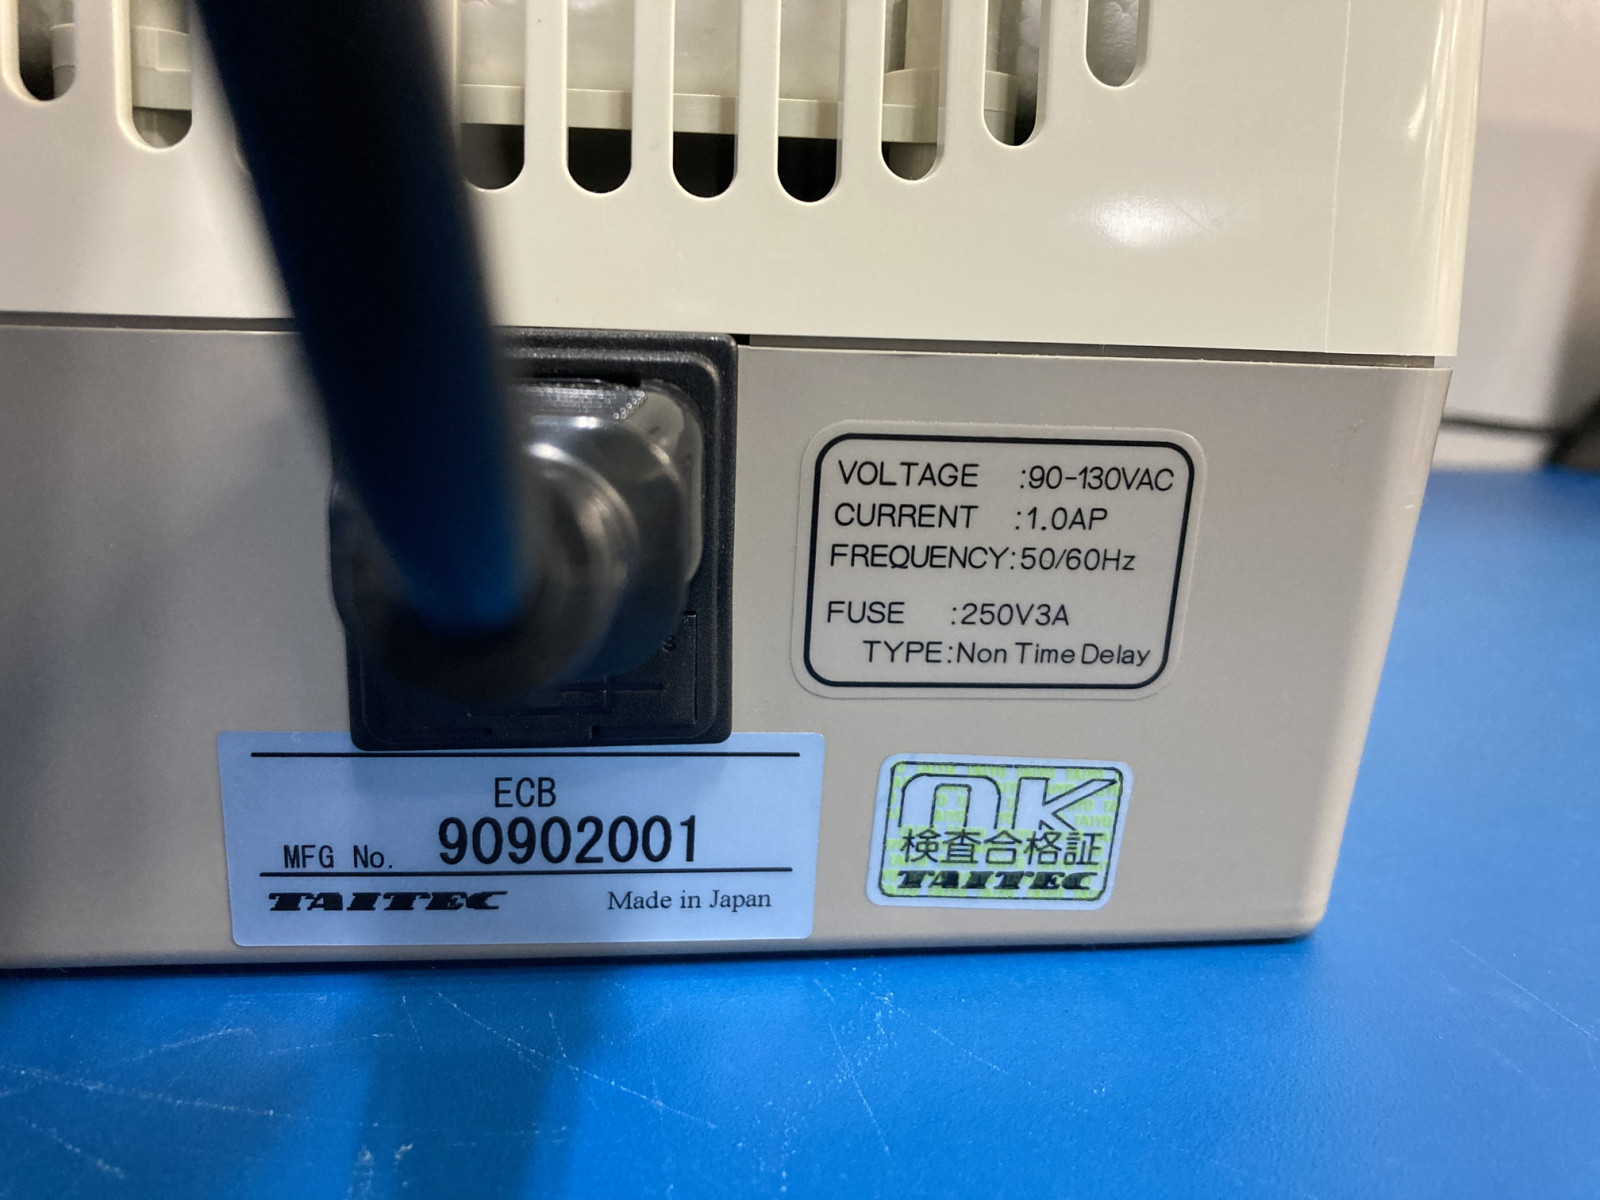 VOLTAGE :90-130VAC
CURRENT :1.0AP
FREQUENCY:50/60Hz
FUSE :250V3A
TYPE:Non Time Delay
ECB
MFG No. 90902001
TAITEC Made in Japan
OK
検査合格証
TAITEC